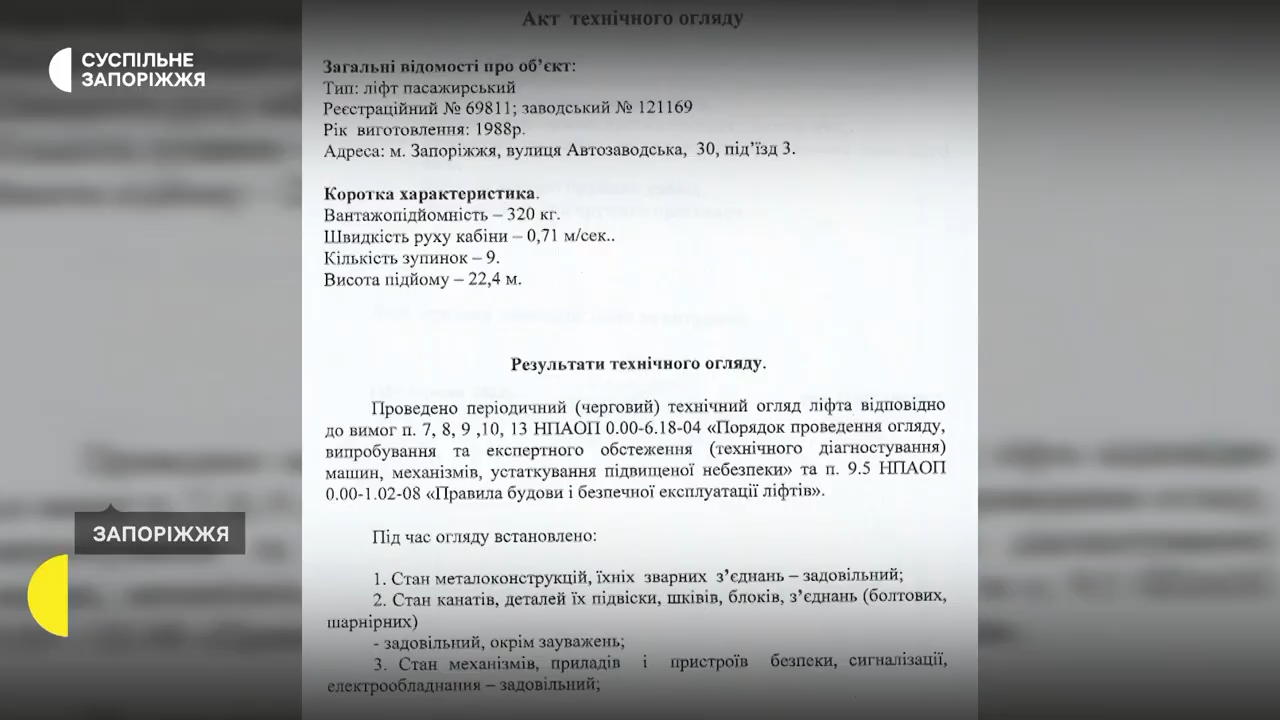 Акт технічного огляду
СУСПІЛЬНЕ
ЗАПОРІЖЖЯ
Загальні відомості про об’єкт:
Тип: ліфт пасажирський
Реєстраційний № 69811; заводський № 121169
Рік виготовлення: 1988р.
Адреса: м. Запоріжжя, вулиця Автозаводська, 30, під’їзд 3.
Коротка характеристика.
Вантажопідйомність – 320 кг.
Швидкість руху кабіни – 0,71 м/сек..
Кількість зупинок – 9.
Висота підйому – 22,4 м.
Результати технічного огляду.
Проведено періодичний (черговий) технічний огляд ліфта відповідно
до вимог п. 7, 8, 9 ,10, 13 НПАОП 0.00-6.18-04 «Порядок проведення огляду,
випробування та експертного обстеження (технічного діагностування)
машин, механізмів, устаткування підвищеної небезпеки» та п. 9.5 НПАОП
0.00-1.02-08 «Правила будови і безпечної експлуатації ліфтів».
ЗАПОРІЖЖЯ
Під час огляду встановлено:
1. Стан металоконструкцій, їхніх зварних з’єднань – задовільний;
2. Стан канатів, деталей їх підвіски, шківів, блоків, з’єднань (болтових,
шарнірних)
- задовільний, окрім зауважень;
3. Стан механізмів, приладів і пристроїв безпеки, сигналізації,
електрообладнання – задовільний;